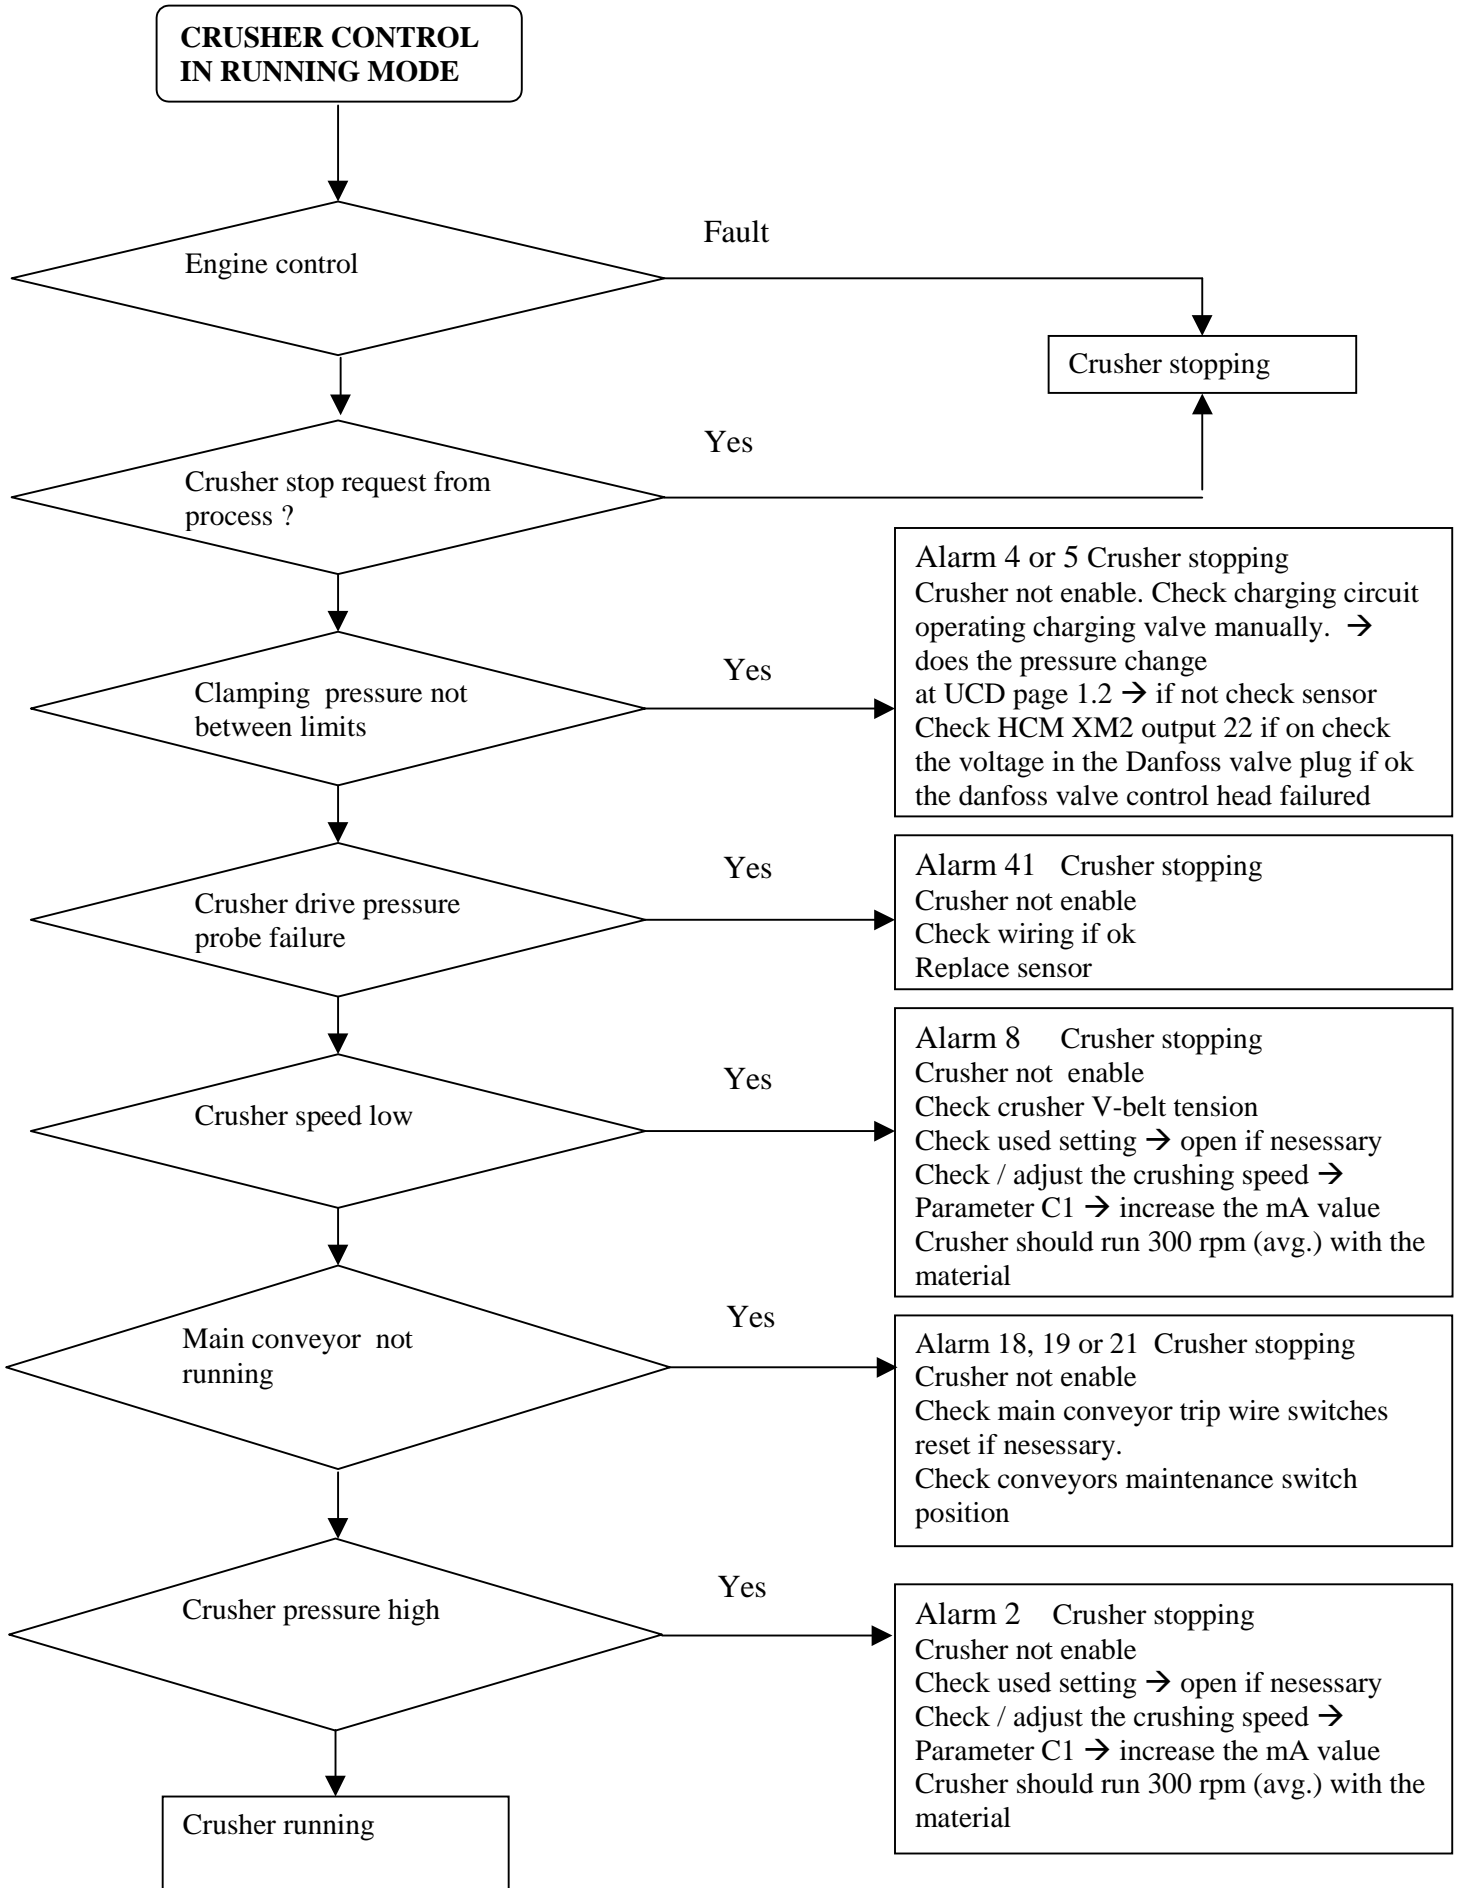 CRUSHER CONTROL
IN RUNNING MODE
Fault
Engine control
Crusher stopping
Yes
Crusher stop request from
process ?
Alarm 4 or 5 Crusher stopping
Crusher not enable. Check charging circuit
operating charging valve manually. →
does the pressure change
at UCD page 1.2 → if not check sensor
Check HCM XM2 output 22 if on check
the voltage in the Danfoss valve plug if ok
the danfoss valve control head failured
Yes
Clamping pressure not
between limits
Yes
Crusher drive pressure
probe failure
Alarm 41 Crusher stopping
Crusher not enable
Check wiring if ok
Replace sensor
Yes
Crusher speed low
Alarm 8 Crusher stopping
Crusher not enable
Check crusher V-belt tension
Check used setting → open if nesessary
Check / adjust the crushing speed →
Parameter C1 → increase the mA value
Crusher should run 300 rpm (avg.) with the
material
Yes
Main conveyor not
running
Alarm 18, 19 or 21 Crusher stopping
Crusher not enable
Check main conveyor trip wire switches
reset if nesessary.
Check conveyors maintenance switch
position
Yes
Crusher pressure high
Alarm 2 Crusher stopping
Crusher not enable
Check used setting → open if nesessary
Check / adjust the crushing speed →
Parameter C1 → increase the mA value
Crusher should run 300 rpm (avg.) with the
material
Crusher running